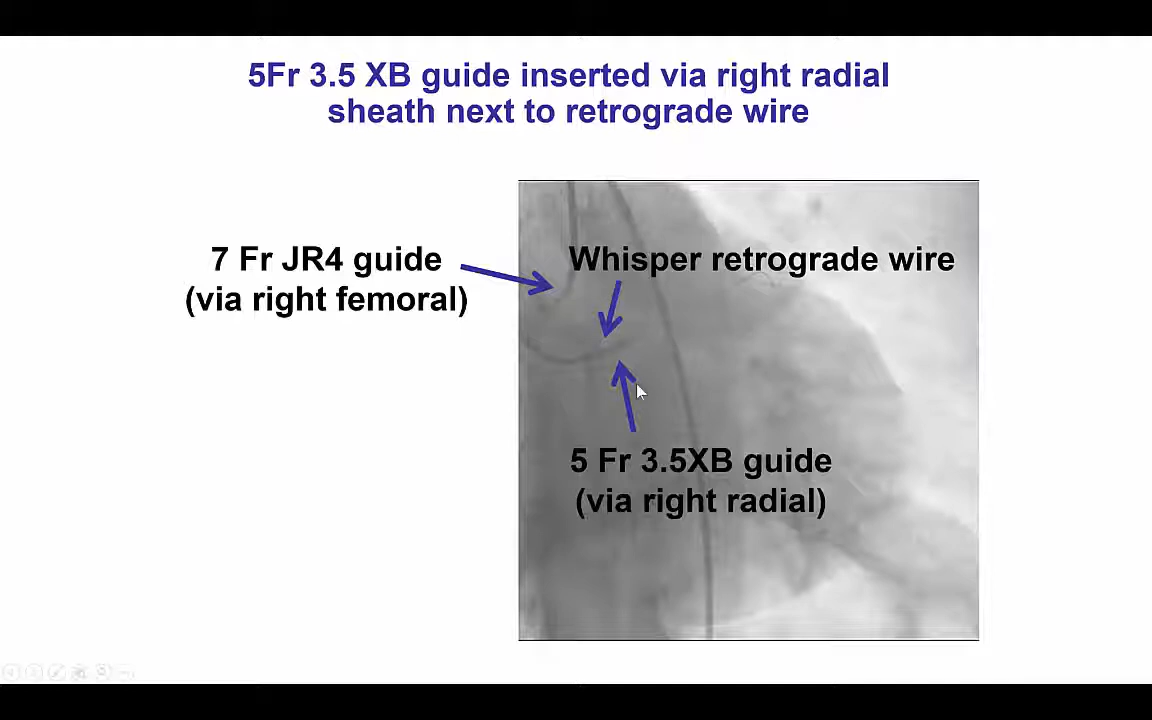 5Fr 3.5 XB guide inserted via right radial
sheath next to retrograde wire
7 Fr JR4 guide
(via right femoral)
Whisper retrograde wire
5 Fr 3.5XB guide
(via right radial)